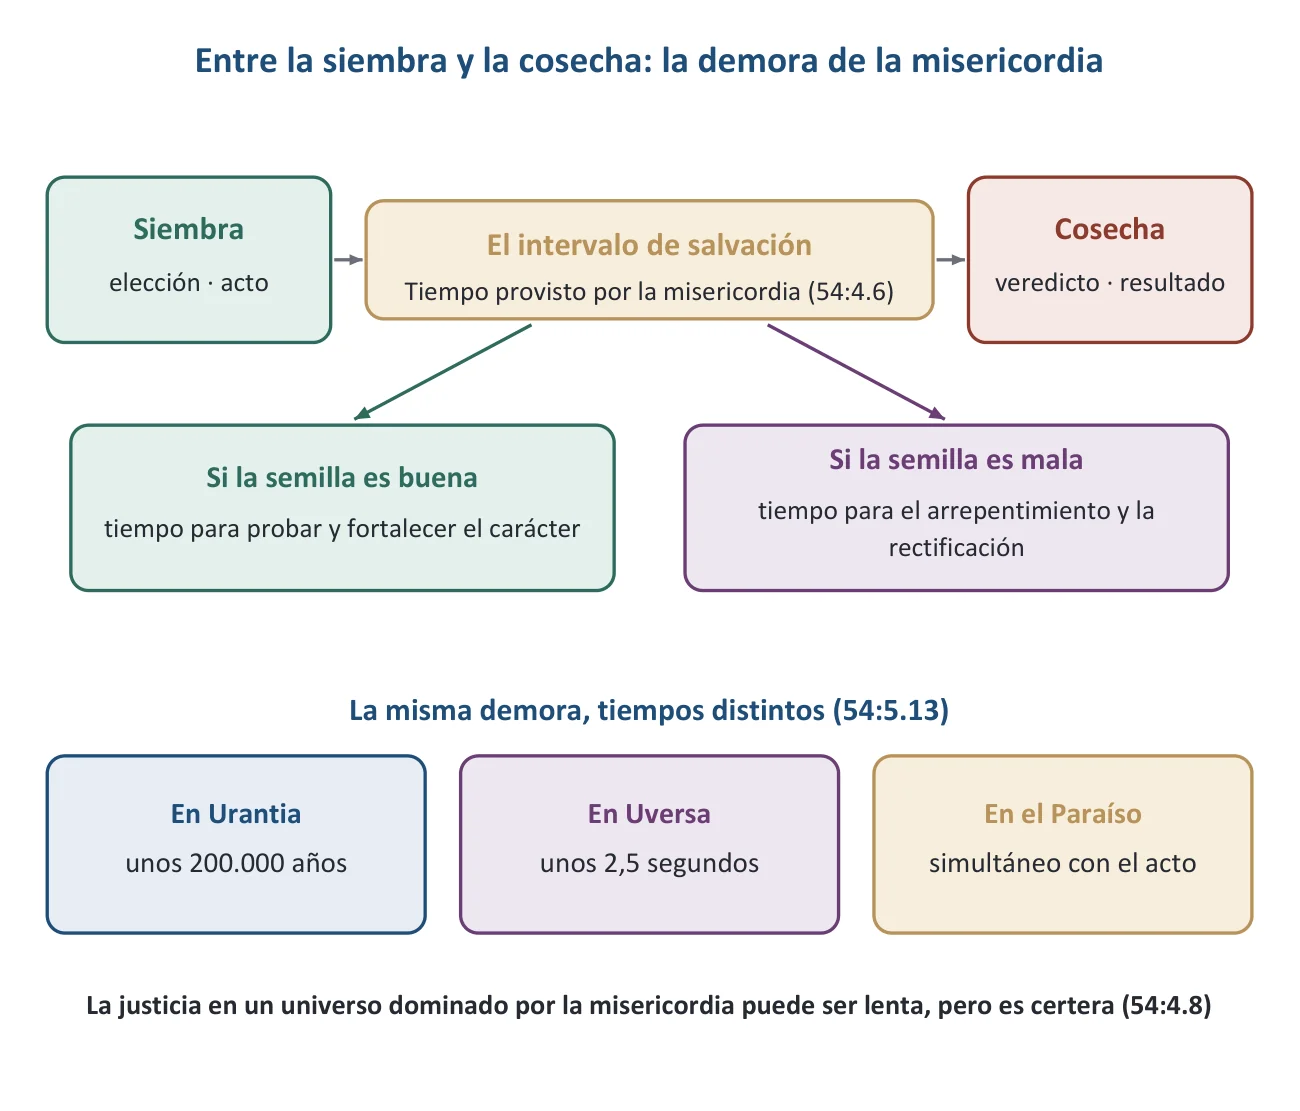 Entre la siembra y la cosecha: la demora de la misericordia
Siembra
elección · acto
El intervalo de salvación
Tiempo provisto por la misericordia (54:4.6)
Cosecha
veredicto · resultado
Si la semilla es buena
tiempo para probar y fortalecer el carácter
Si la semilla es mala
tiempo para el arrepentimiento y la
rectificación
La misma demora, tiempos distintos (54:5.13)
En Urantia
unos 200.000 años
En Uversa
unos 2,5 segundos
En el Paraíso
simultáneo con el acto
La justicia en un universo dominado por la misericordia puede ser lenta, pero es certera (54:4.8)